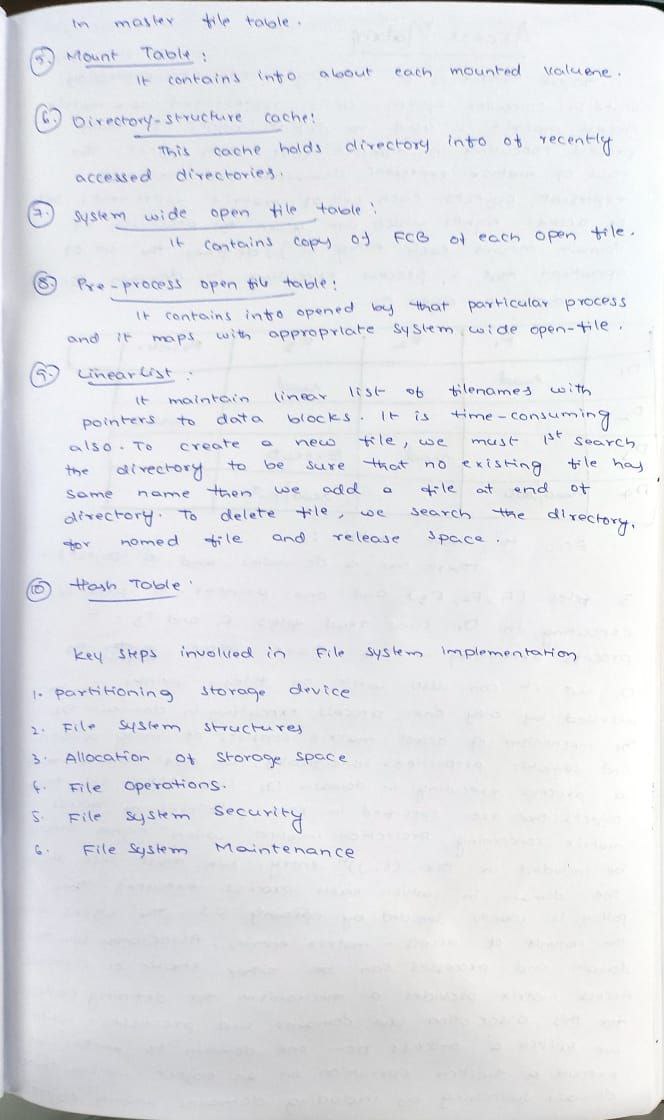 In master file table.
5. Mount Table :
It contains info about each mounted valuene.
6. Directory-structure cache:
This cache holds directory info of recently
accessed directories.
7. System wide open file table :
It contains copy of FCB of each open file.
8. Pre-process open file table:
It contains info opened by that particular process
and it maps with appropriate system wide open-file.
9. Linear List :
It maintain linear list of filenames with
pointers to data blocks. It is time-consuming
also. To create a new file, we must 1st search
the directory to be sure that no existing file has
same name then we add a file at end of
directory. To delete file, we search the directory,
for nomed file and release space.
10 Hash Table :
Key steps involved in File system implementation
1. partitioning storage device
2. File system structures
3. Allocation of storage space
4. File operations.
5. File system security
6. File system Maintenance